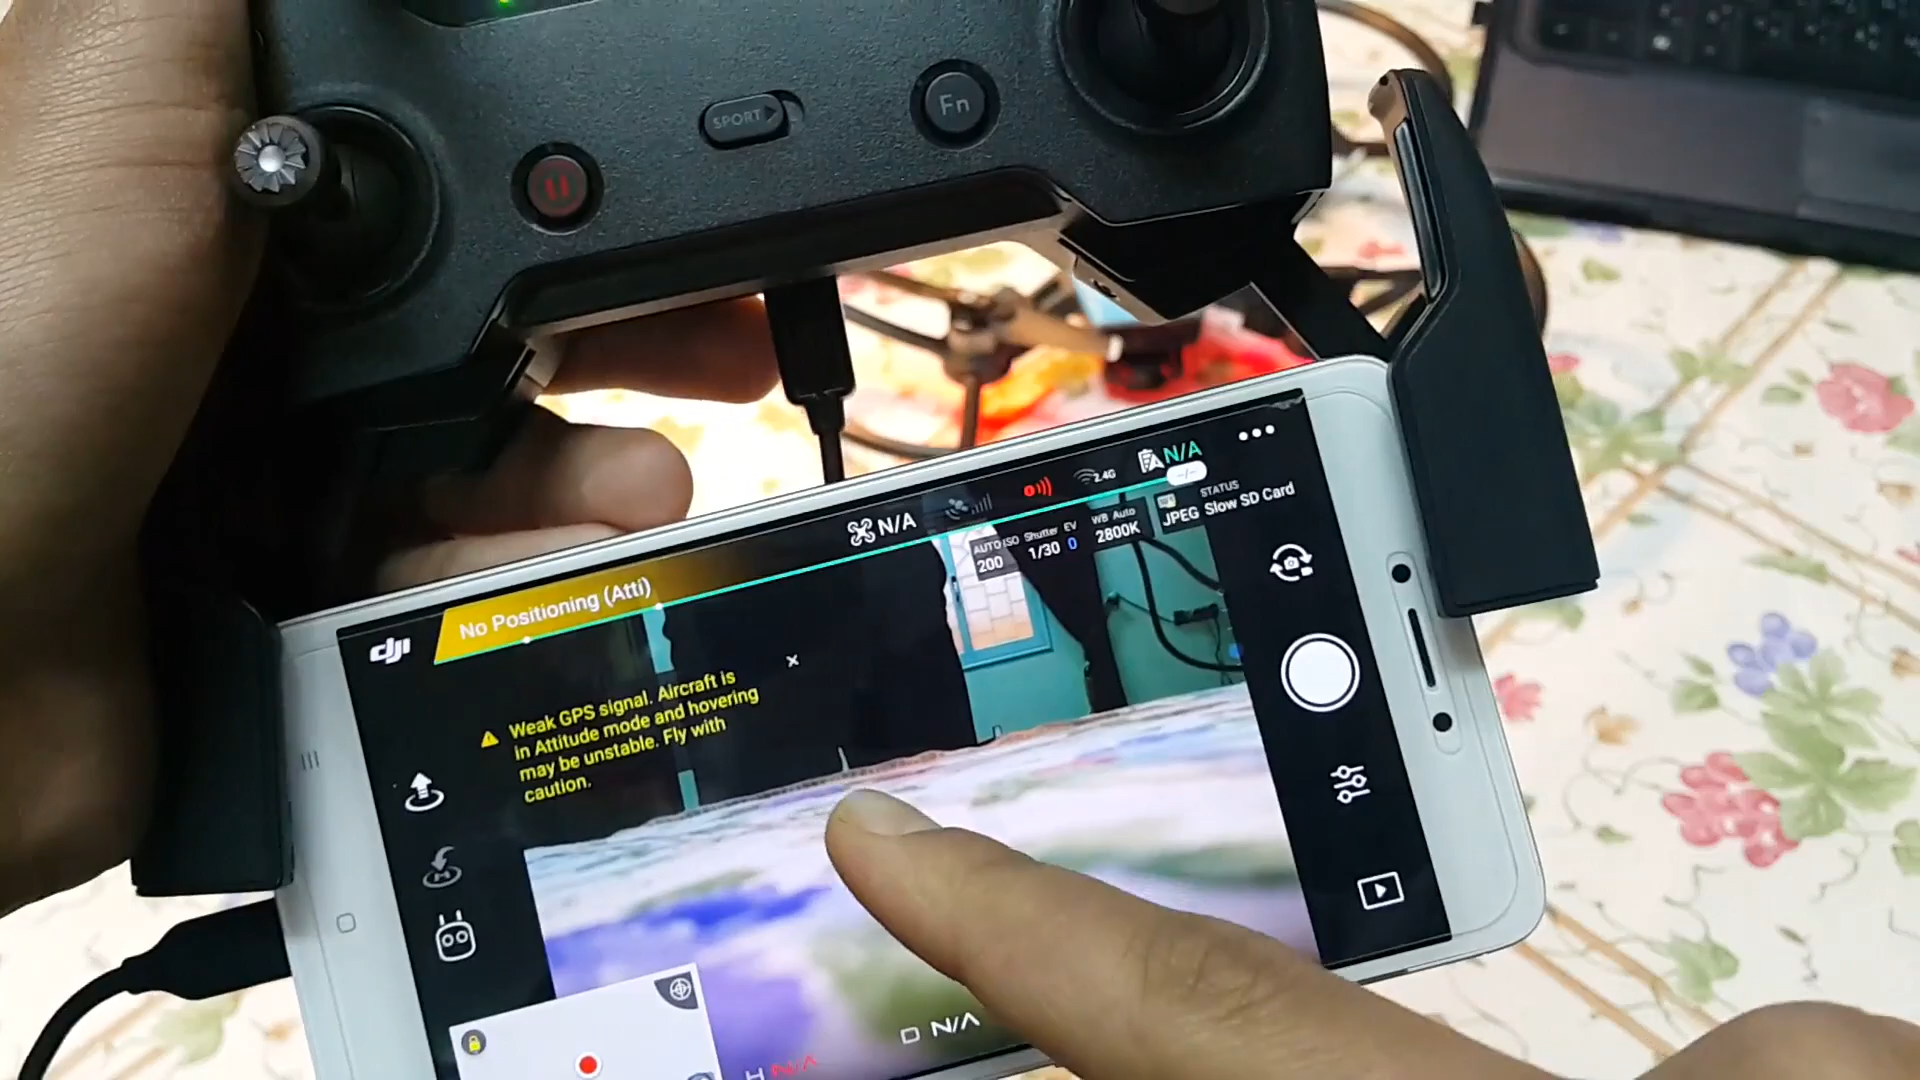 SPORT
Fn
N/A
2.4G
N/A
-/-
No Positioning (Atti)
AUTO ISO
200
Shutter
1/30
EV
0
WB Auto
2800K
JPEG
STATUS
Slow SD Card
dji
Weak GPS signal. Aircraft is
in Attitude mode and hovering
may be unstable. Fly with
caution.
N/A
H N/A